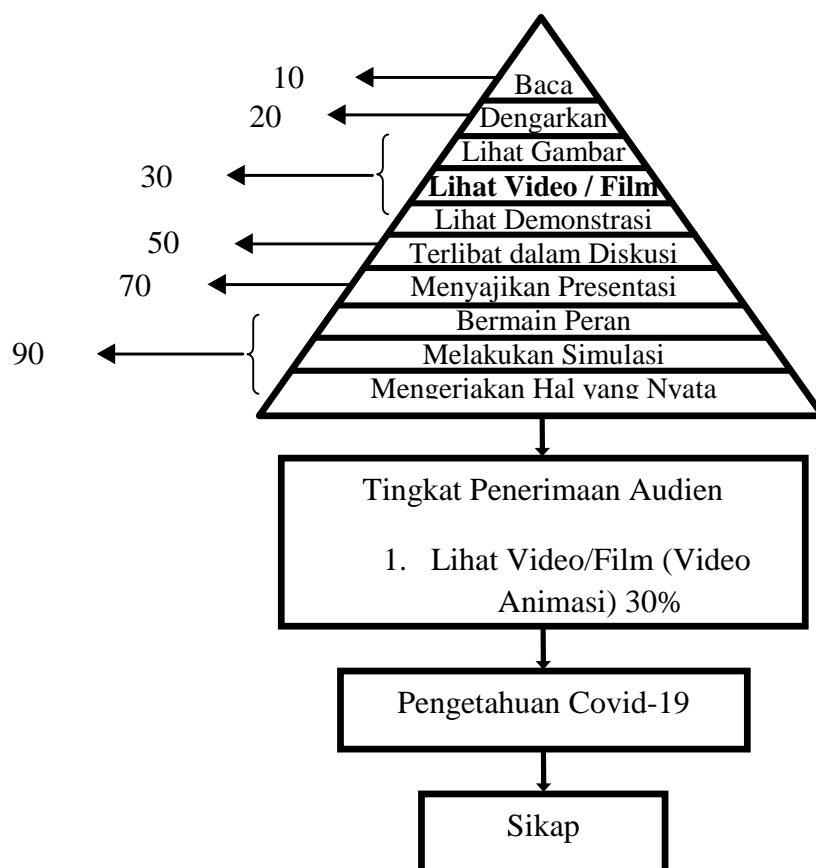 10
Baca
20
Dengarkan
Lihat Gambar
30
Lihat Video / Film
Lihat Demonstrasi
50
Terlibat dalam Diskusi
70
Menyajikan Presentasi
Bermain Peran
90
Melakukan Simulasi
Mengerjakan Hal yang Nyata
Tingkat Penerimaan Audien
1. Lihat Video/Film (Video
Animasi) 30%
Pengetahuan Covid-19
Sikap